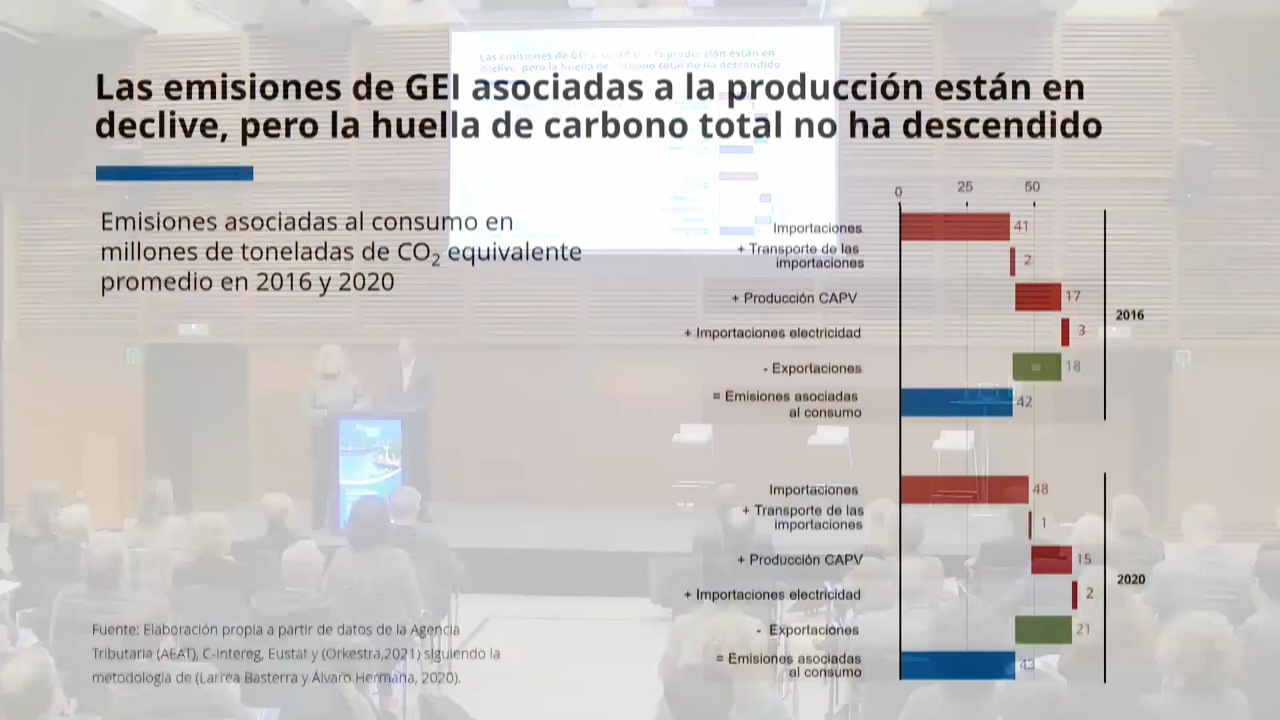 Las emisiones de GEI asociadas a la producción están en
declive, pero la huella de carbono total no ha descendido
Emisiones asociadas al consumo en
millones de toneladas de CO₂ equivalente
promedio en 2016 y 2020
0 25 50
Importaciones 41
+ Transporte de las
importaciones 2
+ Producción CAPV 17
+ Importaciones electricidad 3
- Exportaciones 18
= Emisiones asociadas
al consumo 42
2016
Importaciones 48
+ Transporte de las
importaciones 1
+ Producción CAPV 15
+ Importaciones electricidad 2
- Exportaciones 21
= Emisiones asociadas
al consumo 43
2020
Fuente: Elaboración propia a partir de datos de la Agencia
Tributaria (AEAT), C-Intereg, Eustat y (Orkestra,2021) siguiendo la
metodología de (Larrea Basterra y Álvaro Hermana, 2020).